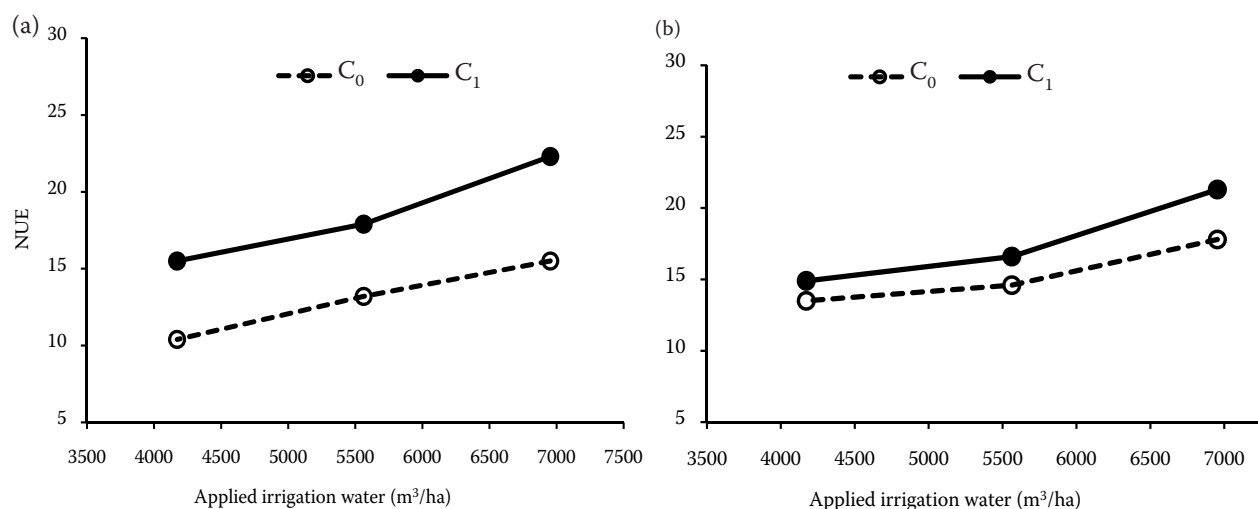 (a)
30
25
20
15
10
5
NUE
C₀ C₁
3500 4000 4500 5000 5500 6000 6500 7000 7500
Applied irrigation water (m³/ha)
(b)
30
25
20
15
10
5
C₀ C₁
3500 4000 4500 5000 5500 6000 6500 7000
Applied irrigation water (m³/ha)